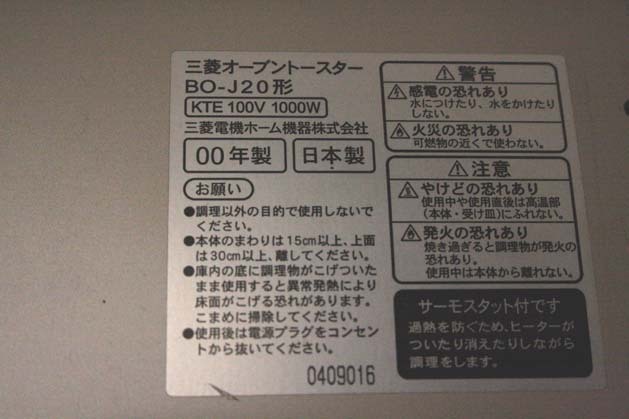 三菱オーブントースター
BO-J20形
KTE 100V 1000W
三菱電機ホーム機器株式会社
00年製
日本製
お願い
●調理以外の目的で使用しないで
ください。
●本体のまわりは15cm以上、上面
は30cm以上、離してください。
●庫内の底に調理物がこげついた
まま使用すると異常発熱により
床面がこげる恐れがあります。
こまめに掃除してください。
●使用後は電源プラグをコンセン
トから抜いてください。
0409016
警告
感電の恐れあり
水につけたり、水をかけたり
しない。
火災の恐れあり
可燃物の近くで使わない。
注意
やけどの恐れあり
使用中や使用直後は高温部
(本体・受け皿)にふれない。
発火の恐れあり
焼き過ぎると調理物が発火の
恐れあり。
使用中は本体から離れない。
サーモスタット付です
過熱を防ぐため、ヒーターが
ついたり消えたりしながら
調理をします。